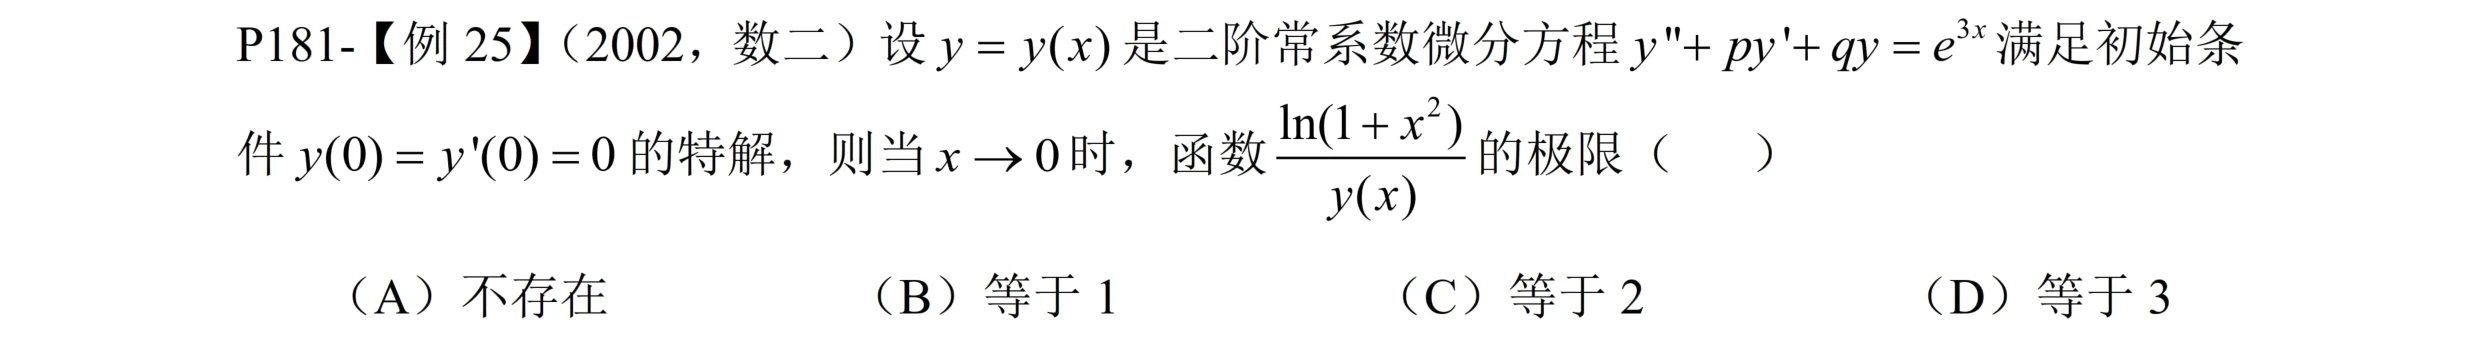 P181-【例 25】（2002，数二）设 y = y(x) 是二阶常系数微分方程 y''+ py'+ qy = e^{3x} 满足初始条
件 y(0) = y'(0) = 0 的特解，则当 x → 0 时，函数 \frac{\ln(1+x^2)}{y(x)} 的极限（ ）
（A）不存在 （B）等于 1 （C）等于 2 （D）等于 3